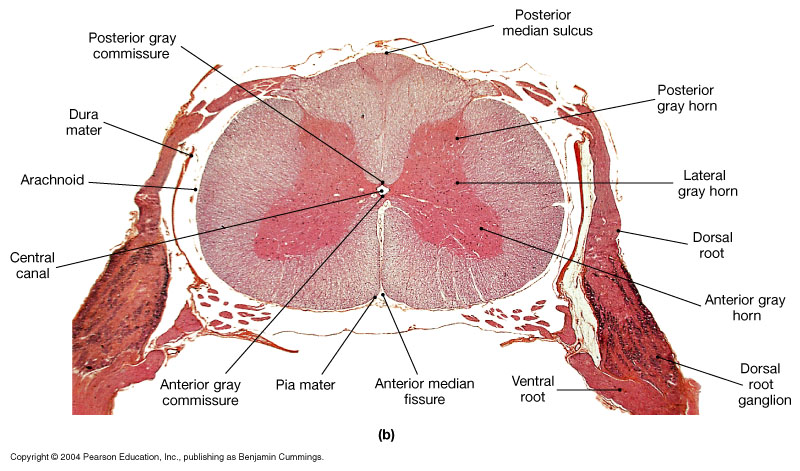 Posterior
median sulcus
Posterior gray
commissure
Posterior
gray horn
Dura
mater
Lateral
gray horn
Arachnoid
Dorsal
root
Central
canal
Anterior gray
horn
Anterior gray
commissure
Pia mater
Anterior median
fissure
Ventral
root
Dorsal
root
ganglion
(b)
Copyright © 2004 Pearson Education, Inc., publishing as Benjamin Cummings.